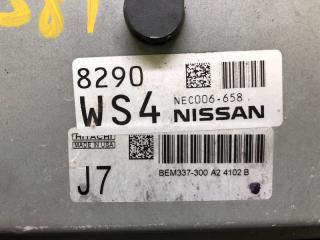 8290
WS4 NEC006-658
NISSAN
HITACHI
MADE IN USA
J7
BEM337-300 A2 4102 B